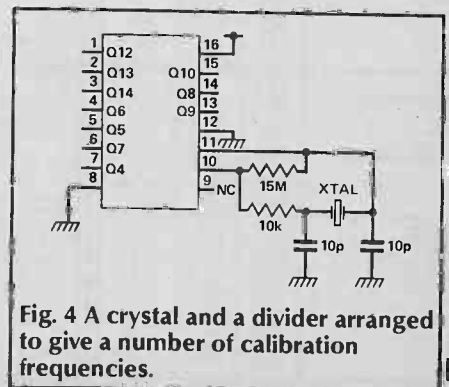 1
Q12
2
Q13
3
Q14
4
Q6
5
Q5
6
Q7
7
Q4
8
16
15
Q10
14
Q8
13
Q9
12
11
10
9
NC
15M
10k
XTAL
10p
10p
Fig. 4 A crystal and a divider arranged
to give a number of calibration
frequencies.